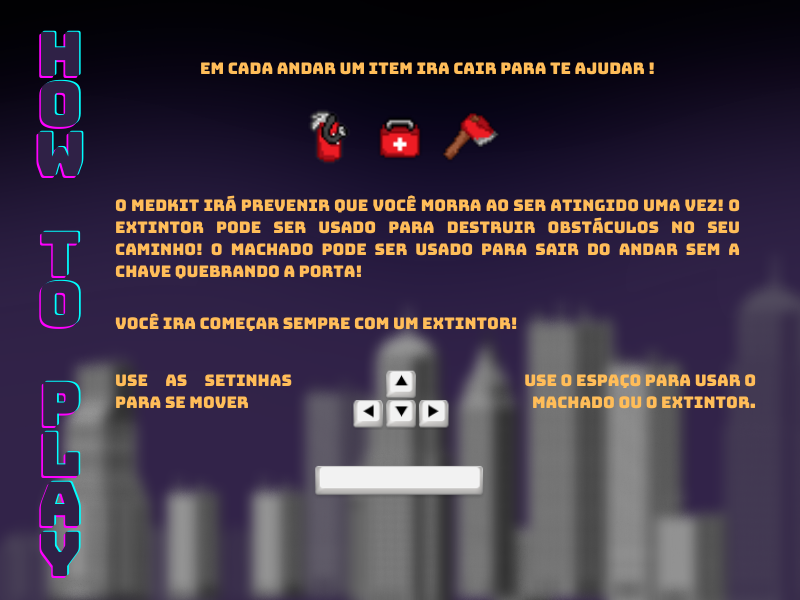 HOW TO PLAY
EM CADA ANDAR UM ITEM IRA CAIR PARA TE AJUDAR !
O MEDKIT IRÁ PREVENIR QUE VOCÊ MORRA AO SER ATINGIDO UMA VEZ! O
EXTINTOR PODE SER USADO PARA DESTRUIR OBSTÁCULOS NO SEU
CAMINHO! O MACHADO PODE SER USADO PARA SAIR DO ANDAR SEM A
CHAVE QUEBRANDO A PORTA!
VOCÊ IRA COMEÇAR SEMPRE COM UM EXTINTOR!
USE AS SETINHAS
PARA SE MOVER
USE O ESPAÇO PARA USAR O
MACHADO OU O EXTINTOR.